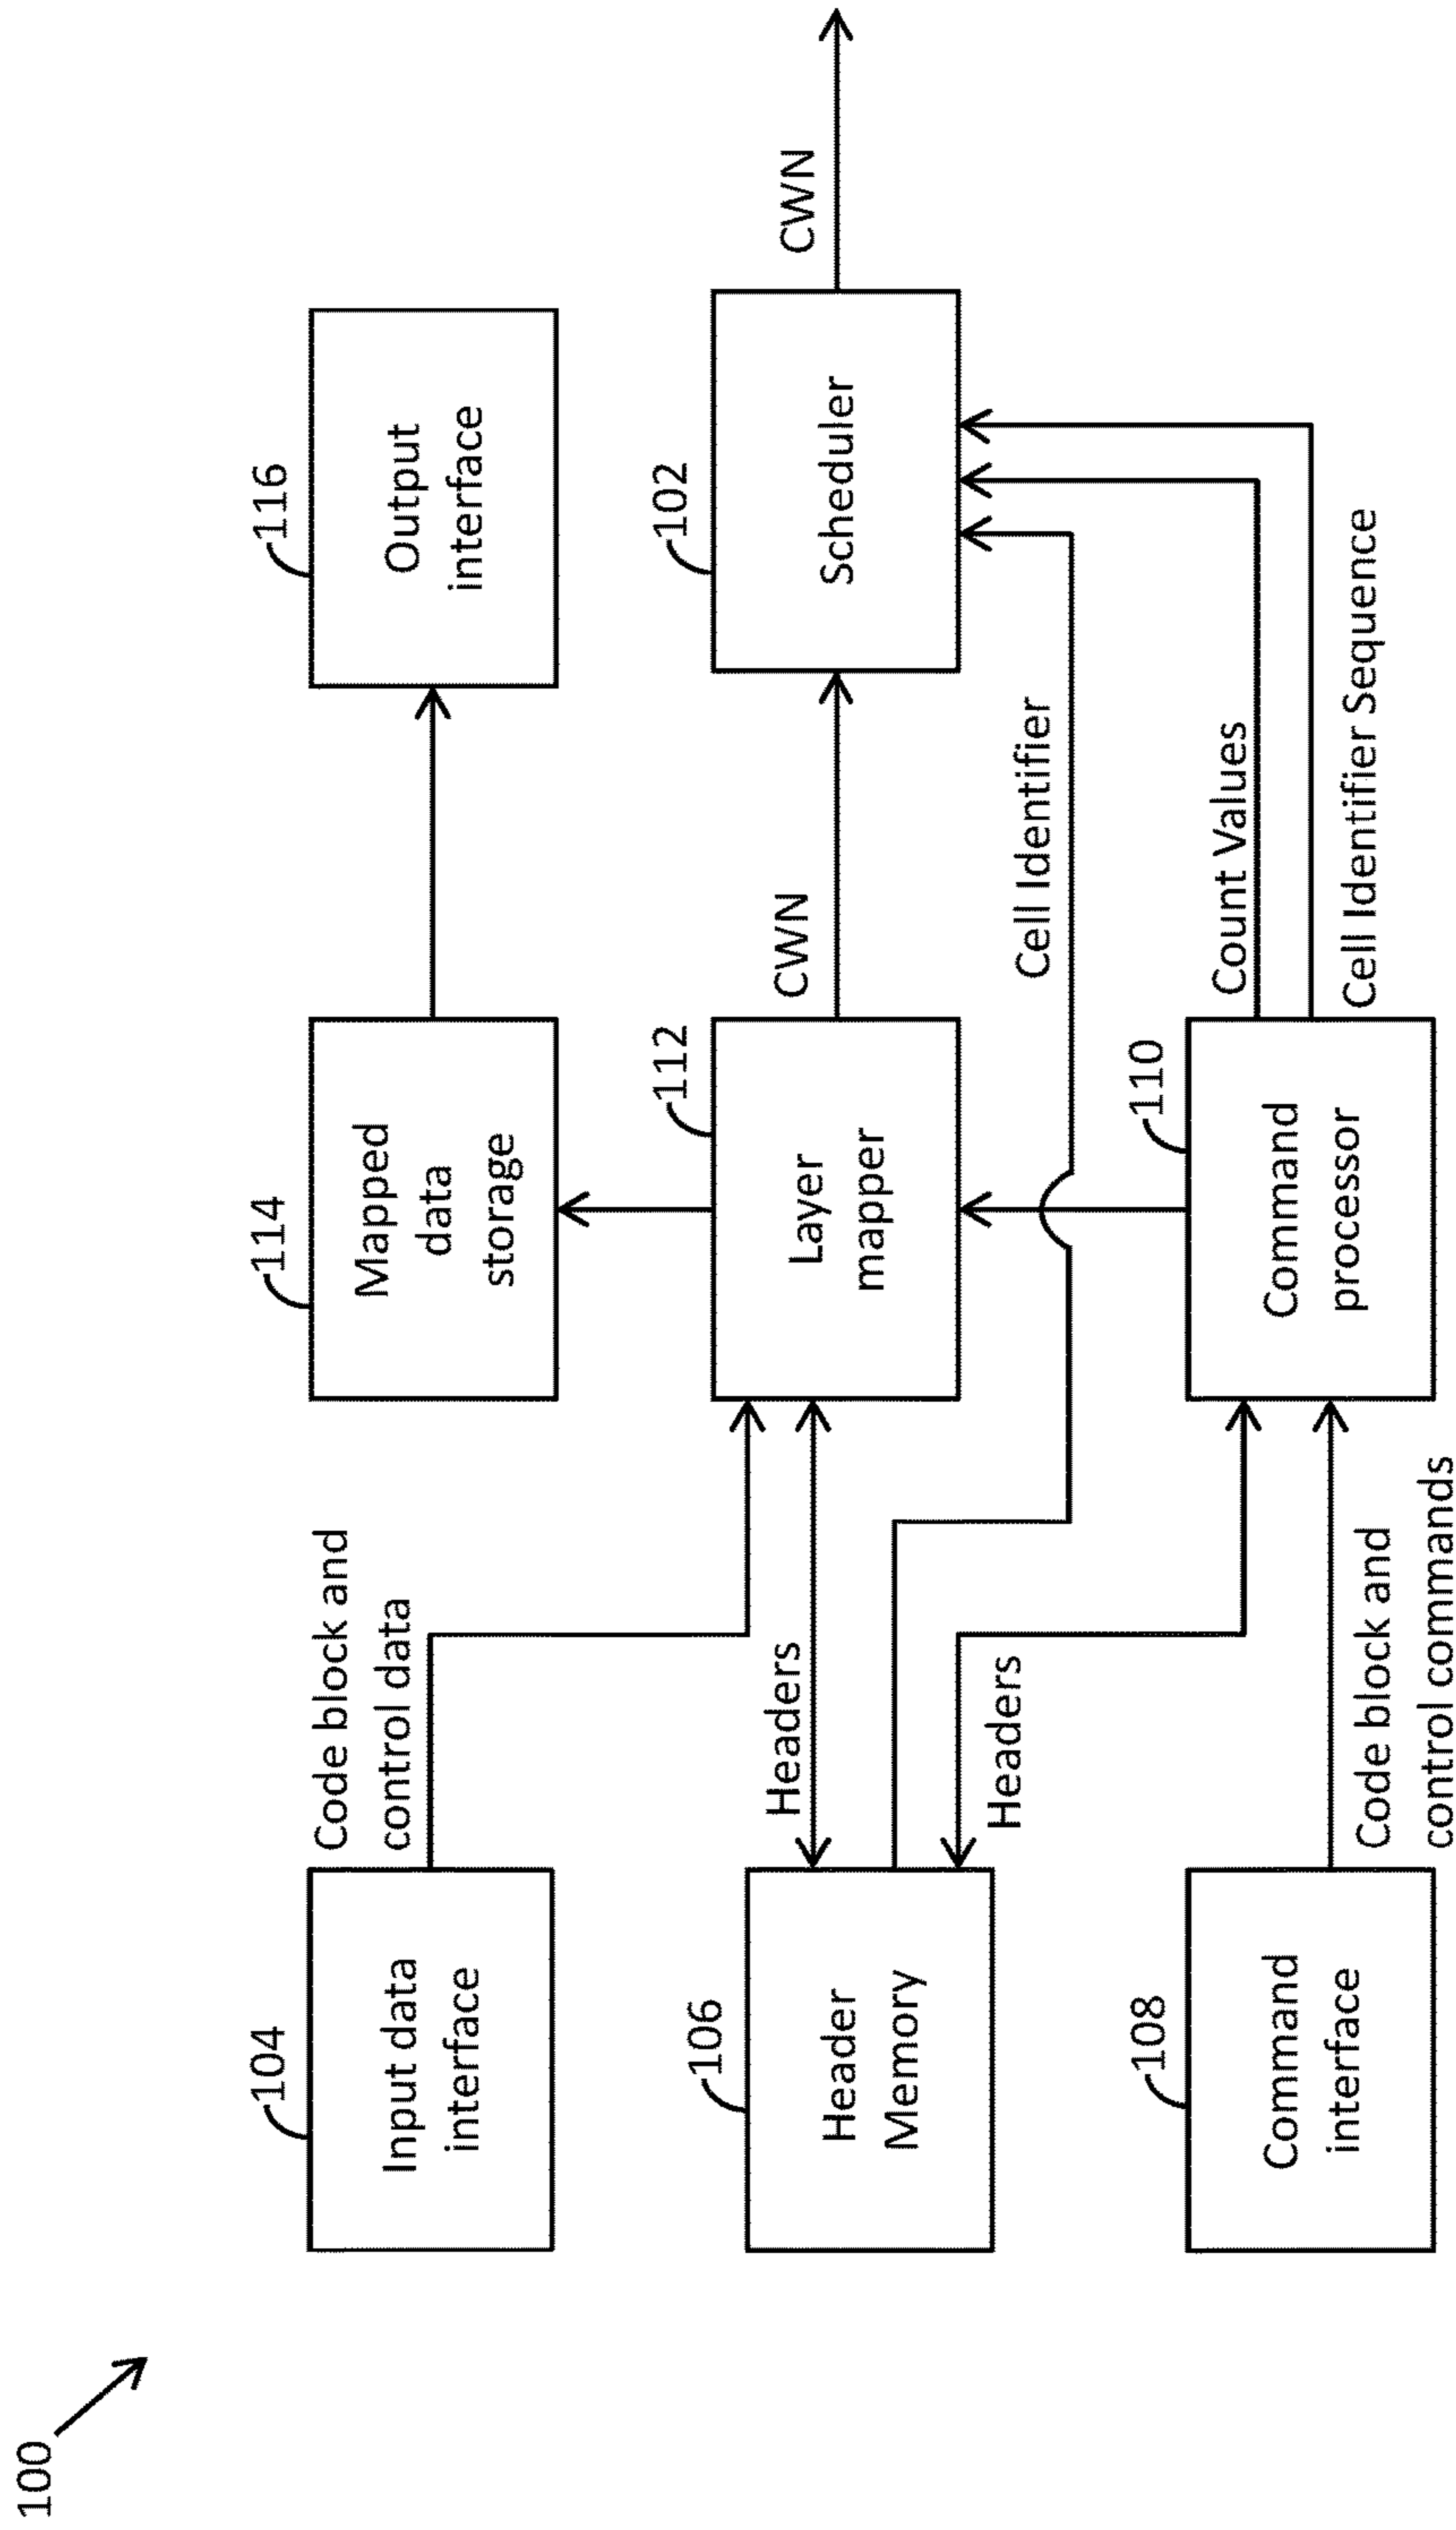 100
104
Input data
interface
Code block and
control data
114
Mapped
data
storage
116
Output
interface
106
Header
Memory
Headers
Headers
112
Layer
mapper
CWN
102
Scheduler
CWN
Cell Identifier
108
Command
interface
Code block and
control commands
110
Command
processor
Count Values
Cell Identifier Sequence